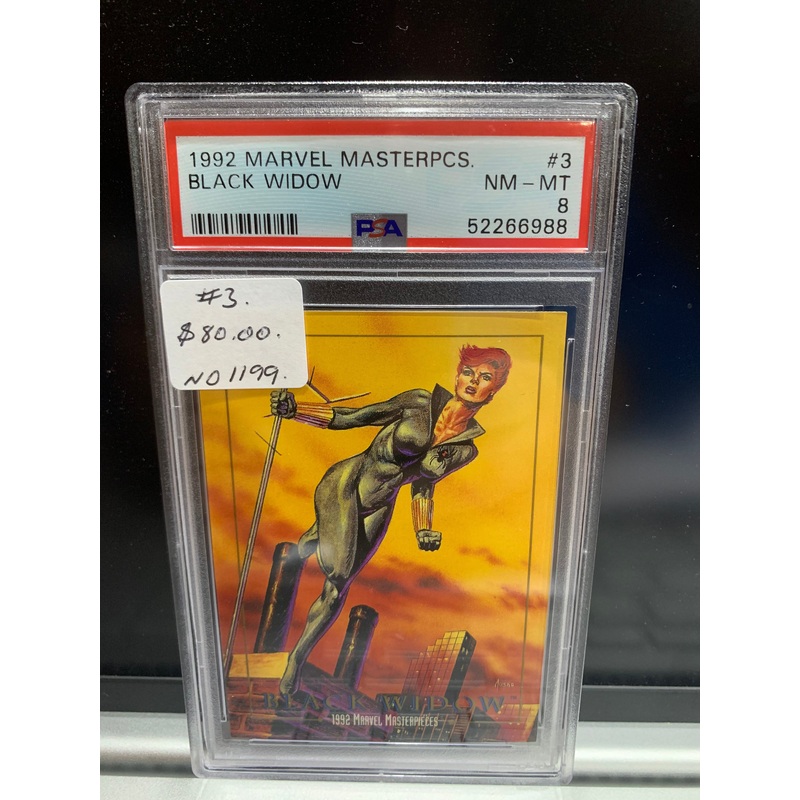 1992 MARVEL MASTERPCS. #3
BLACK WIDOW NM - MT
8
PSA 52266988
#3.
$80.00.
NO 1199.
BLACK WIDOW
1992 MARVEL MASTERPIECES